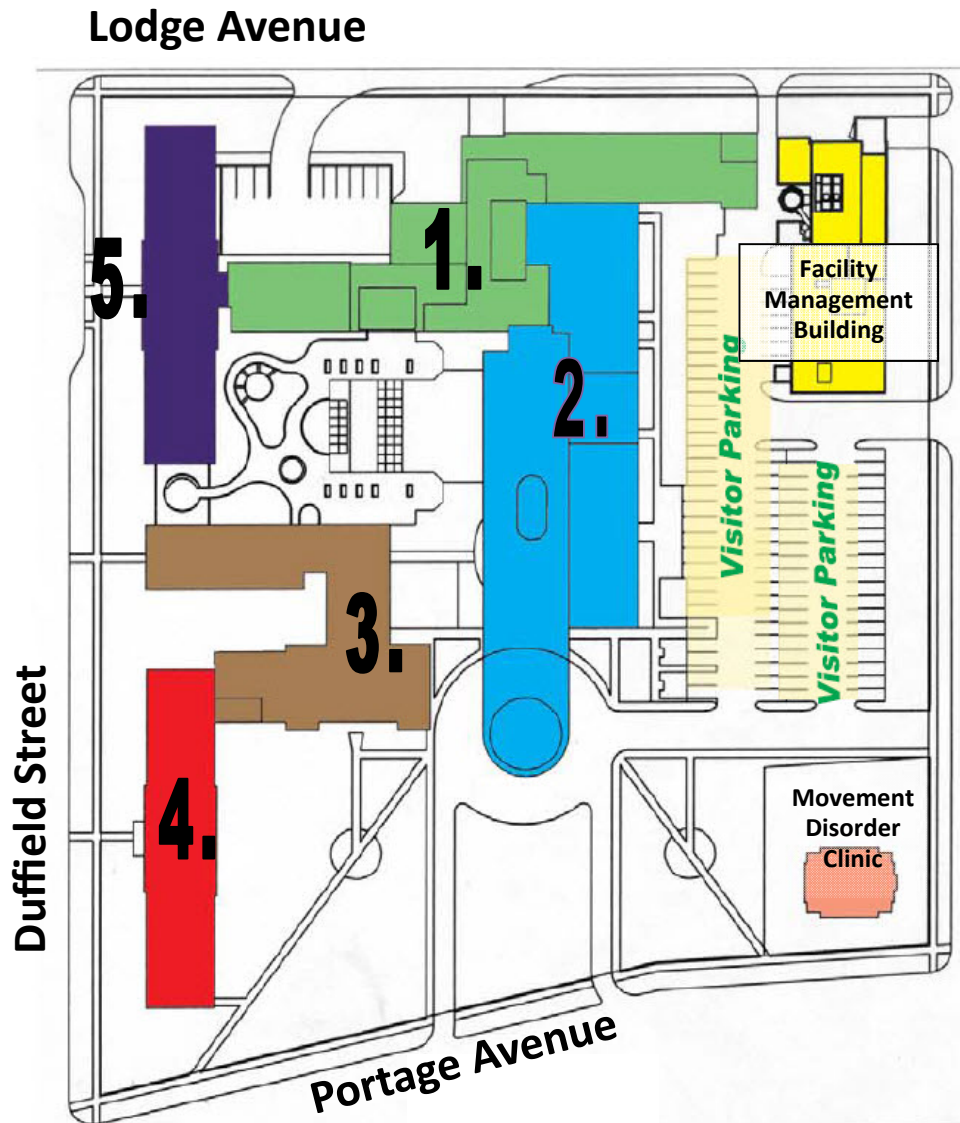 Lodge Avenue
1.
5.
Facility
Management
Building
2.
Visitor Parking
Visitor Parking
3.
Duffield Street
4.
Movement
Disorder
Clinic
Portage Avenue